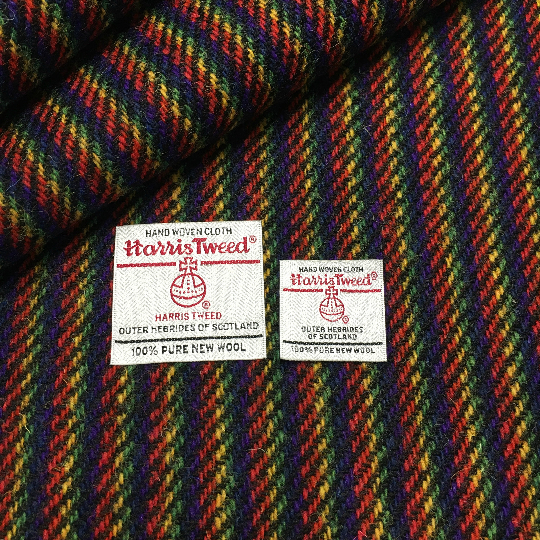 HAND WOVEN CLOTH
Harris Tweed®
®
HARRIS TWEED
OUTER HEBRIDES OF SCOTLAND
100% PURE NEW WOOL
HAND WOVEN CLOTH
Harris Tweed®
®
OUTER HEBRIDES
OF SCOTLAND
100% PURE NEW WOOL